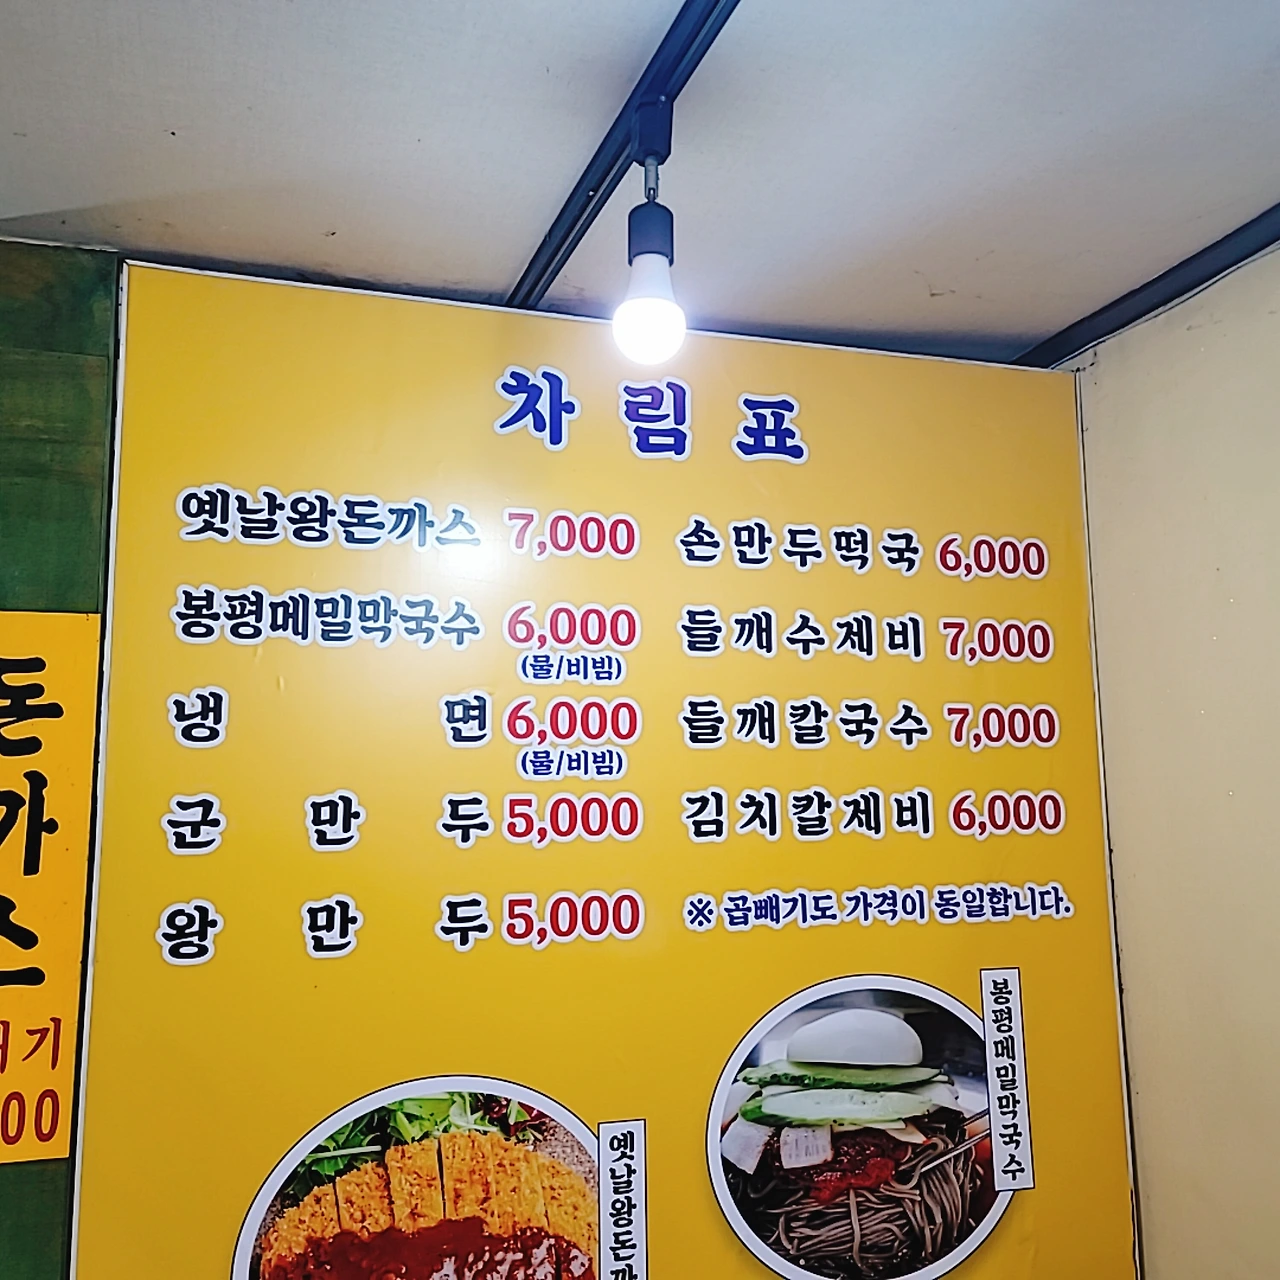 차림표
옛날왕돈까스 7,000
봉평메밀막국수 6,000
(물/비빔)
냉면 6,000
(물/비빔)
군만두 5,000
왕만두 5,000
손만두떡국 6,000
들깨수제비 7,000
들깨칼국수 7,000
김치칼제비 6,000
※ 곱빼기도 가격이 동일합니다.
봉평메밀막국수
옛날왕돈까
돈
까
스
기
00